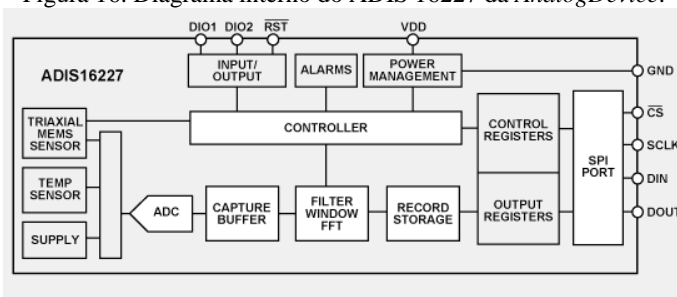 Figura 16: Diagrama interno do ADIS 16227 da AnalogDevice.
DIO1 DIO2 RST VDD
ADIS16227
INPUT/
OUTPUT
ALARMS
POWER
MANAGEMENT
GND
TRIAXIAL
MEMS
SENSOR
CONTROLLER
CONTROL
REGISTERS
CS
SCLK
SPI
PORT
TEMP
SENSOR
DIN
ADC
CAPTURE
BUFFER
FILTER
WINDOW
FFT
RECORD
STORAGE
OUTPUT
REGISTERS
DOUT
SUPPLY